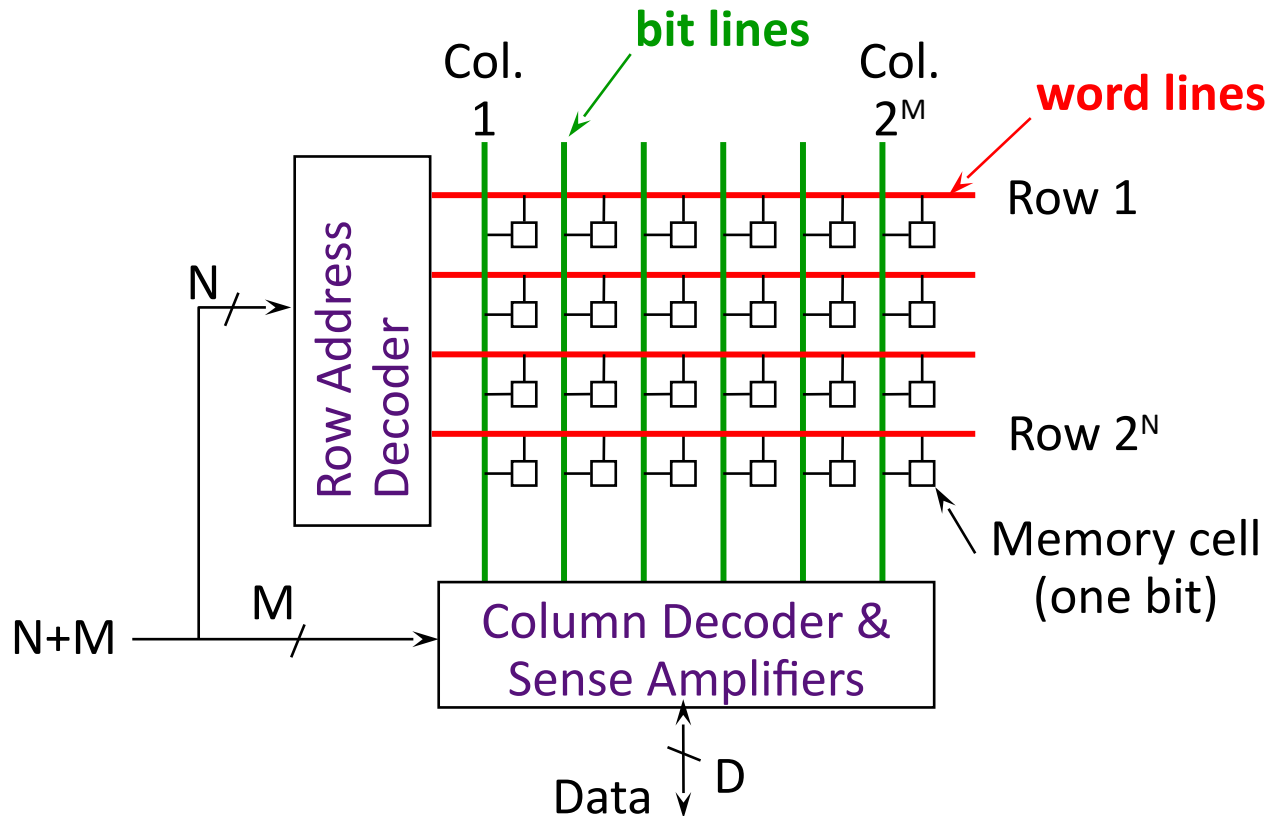 bit lines
Col.
1
Col.
2ᴹ
word lines
Row 1
N
Row Address
Decoder
Row 2ᴺ
Memory cell
(one bit)
M
N+M
Column Decoder &
Sense Amplifiers
D
Data